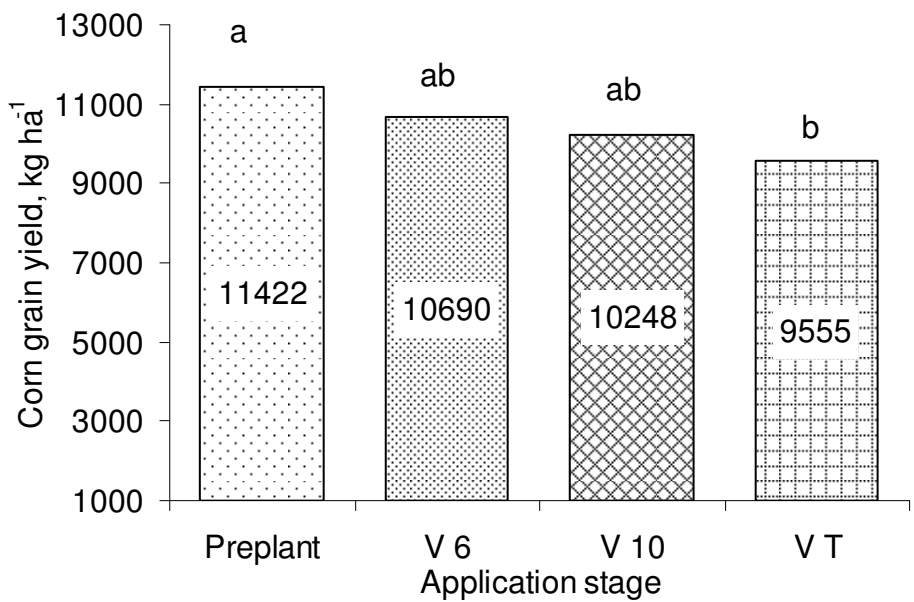 13000
11000
9000
7000
5000
3000
1000
Corn grain yield, kg ha-1
a
ab
ab
b
11422
10690
10248
9555
Preplant
V 6
V 10
V T
Application stage